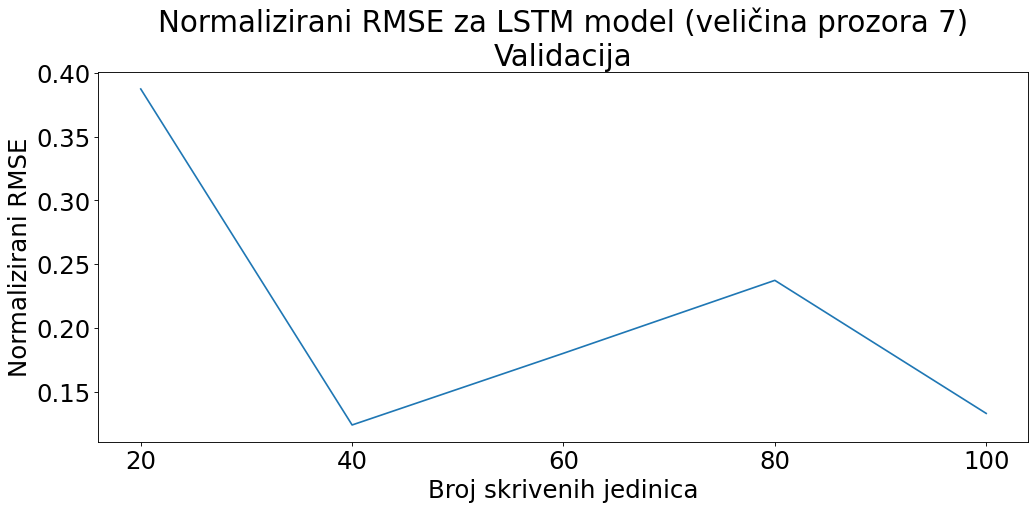 Normalizirani RMSE za LSTM model (veličina prozora 7)
Validacija
Normalizirani RMSE
0.40
0.35
0.30
0.25
0.20
0.15
20 40 60 80 100
Broj skrivenih jedinica